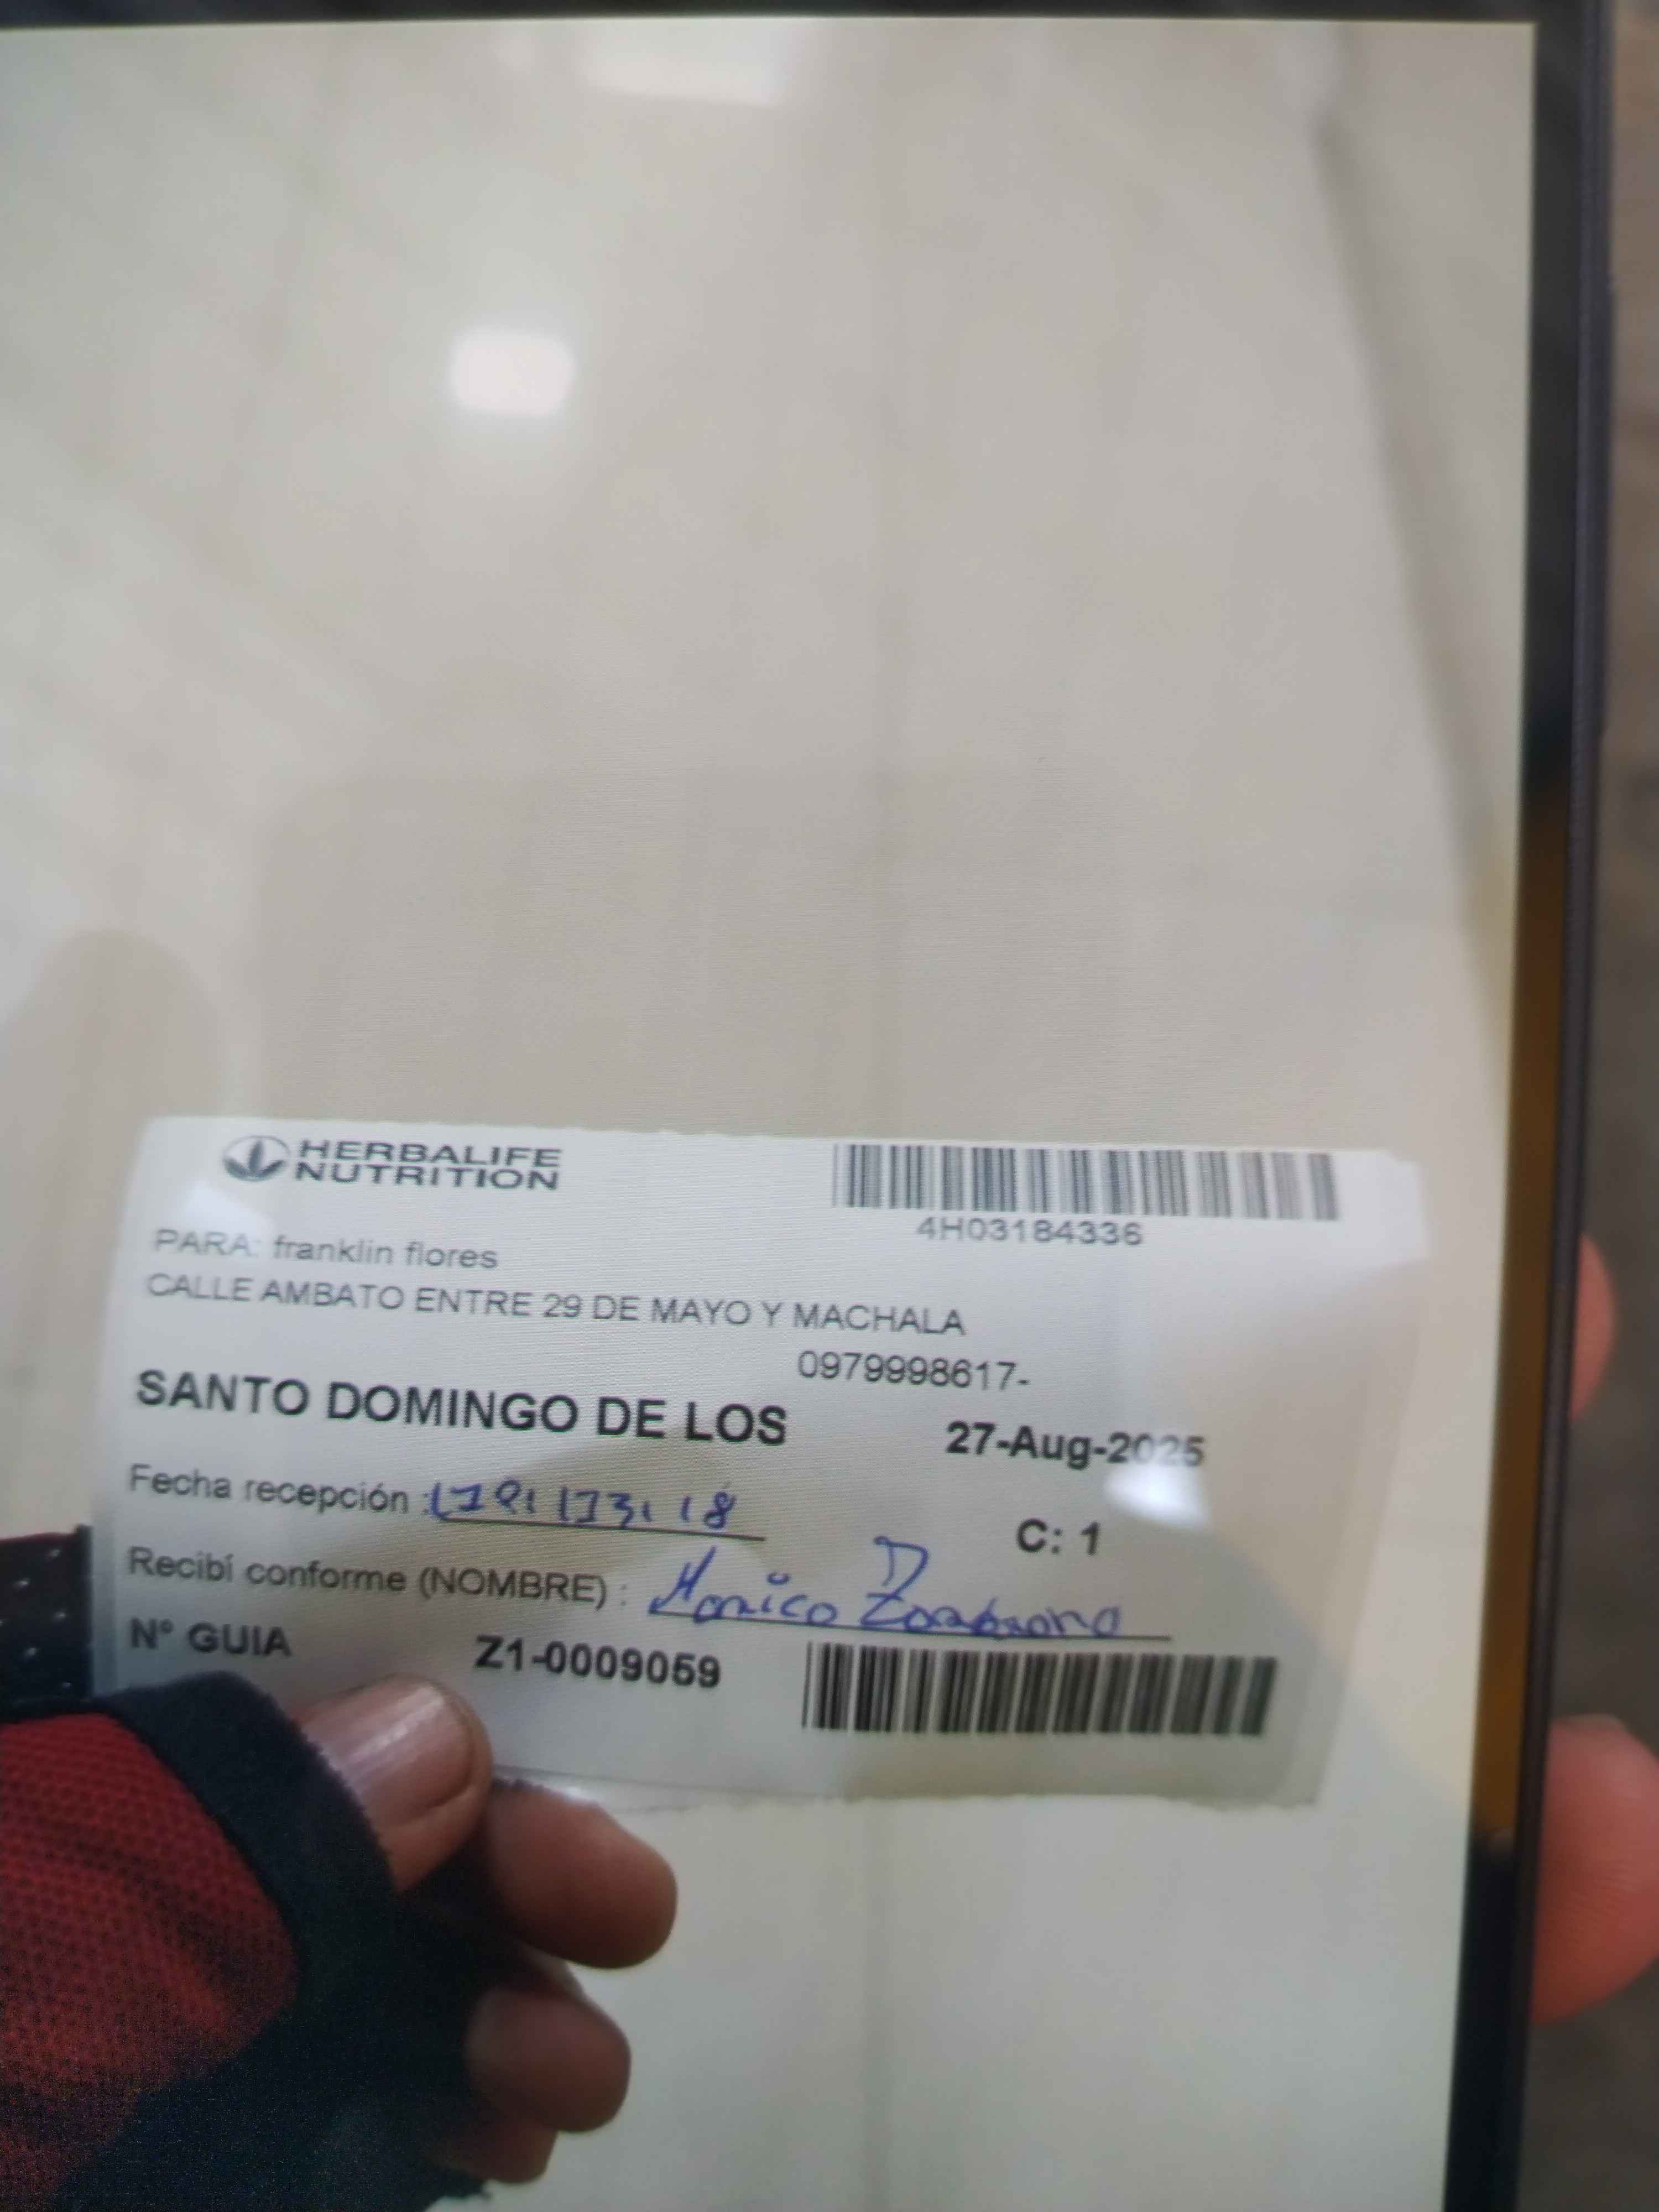 HERBALIFE
NUTRITION
4H03184336
PARA: franklin flores
CALLE AMBATO ENTRE 29 DE MAYO Y MACHALA
0979998617-
SANTO DOMINGO DE LOS 27-Aug-2025
Fecha recepción :
C: 1
Recibí conforme (NOMBRE) :
N° GUIA Z1-0009059